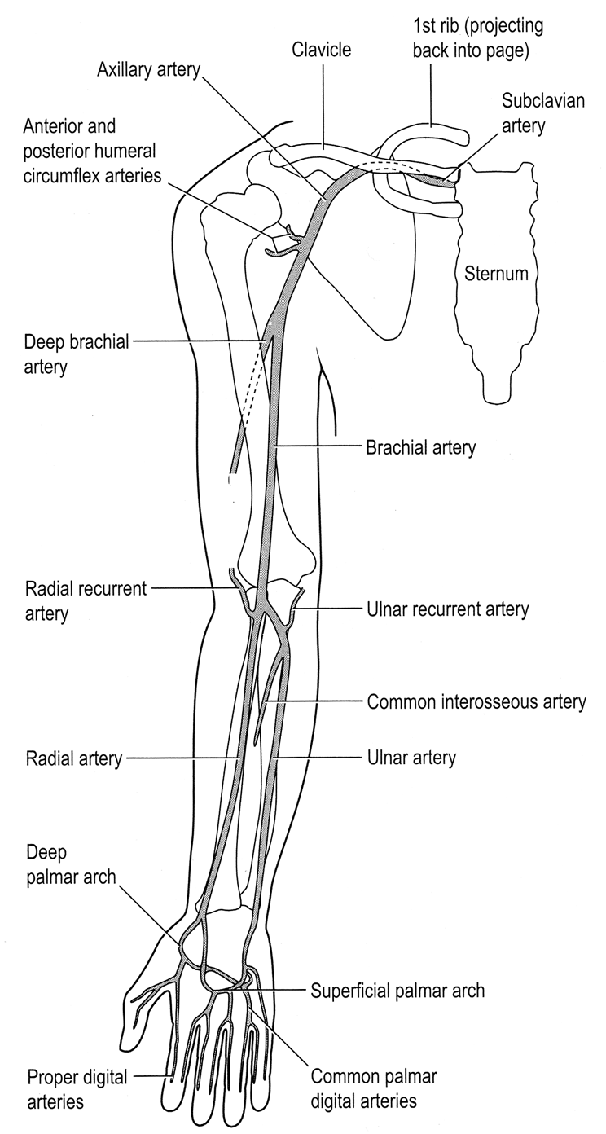 1st rib (projecting
back into page)
Clavicle
Axillary artery
Subclavian
artery
Anterior and
posterior humeral
circumflex arteries
Sternum
Deep brachial
artery
Brachial artery
Radial recurrent
artery
Ulnar recurrent artery
Common interosseous artery
Radial artery
Ulnar artery
Deep
palmar arch
Superficial palmar arch
Proper digital
arteries
Common palmar
digital arteries